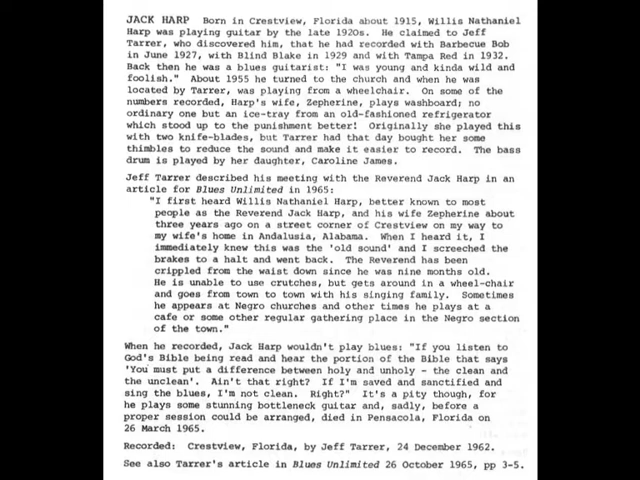 JACK HARP Born in Crestview, Florida about 1915, Willis Nathaniel
Harp was playing guitar by the late 1920s. He claimed to Jeff
Tarrer, who discovered him, that he had recorded with Barbecue Bob
in June 1927, with Blind Blake in 1929 and with Tampa Red in 1932.
Back then he was a blues guitarist: "I was young and kinda wild and
foolish." About 1955 he turned to the church and when he was
located by Tarrer, was playing from a wheelchair. On some of the
numbers recorded, Harp's wife, Zepherine, plays washboard; no
ordinary one but an ice-tray from an old-fashioned refrigerator
which stood up to the punishment better! Originally she played this
with two knife-blades, but Tarrer had that day bought her some
thimbles to reduce the sound and make it easier to record. The bass
drum is played by her daughter, Caroline James.
Jeff Tarrer described his meeting with the Reverend Jack Harp in an
article for Blues Unlimited in 1965:
"I first heard Willis Nathaniel Harp, better known to most
people as the Reverend Jack Harp, and his wife Zepherine about
three years ago on a street corner of Crestview on my way to
my wife's home in Andalusia, Alabama. When I heard it, I
immediately knew this was the 'old sound' and I screeched the
brakes to a halt and went back. The Reverend has been
crippled from the waist down since he was nine months old.
He is unable to use crutches, but gets around in a wheel-chair
and goes from town to town with his singing family. Sometimes
he appears at Negro churches and other times he plays at a
cafe or some other regular gathering place in the Negro section
of the town."
When he recorded, Jack Harp wouldn't play blues: "If you listen to
God's Bible being read and hear the portion of the Bible that says
'You must put a difference between holy and unholy - the clean and
the unclean'. Ain't that right? If I'm saved and sanctified and
sing the blues, I'm not clean. Right?" It's a pity though, for
he plays some stunning bottleneck guitar and, sadly, before a
proper session could be arranged, died in Pensacola, Florida on
26 March 1965.
Recorded: Crestview, Florida, by Jeff Tarrer, 24 December 1962.
See also Tarrer's article in Blues Unlimited 26 October 1965, pp 3-5.